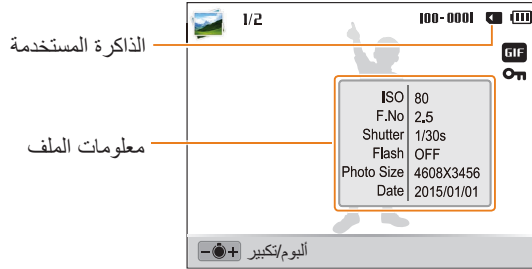 1/2
100-0001
GIF
الذاكرة المستخدمة
ISO 80
F.No 2.5
Shutter 1/30s
معلومات الملف
Flash OFF
Photo Size 4608X3456
Date 2015/01/01
ألبوم/تكبير